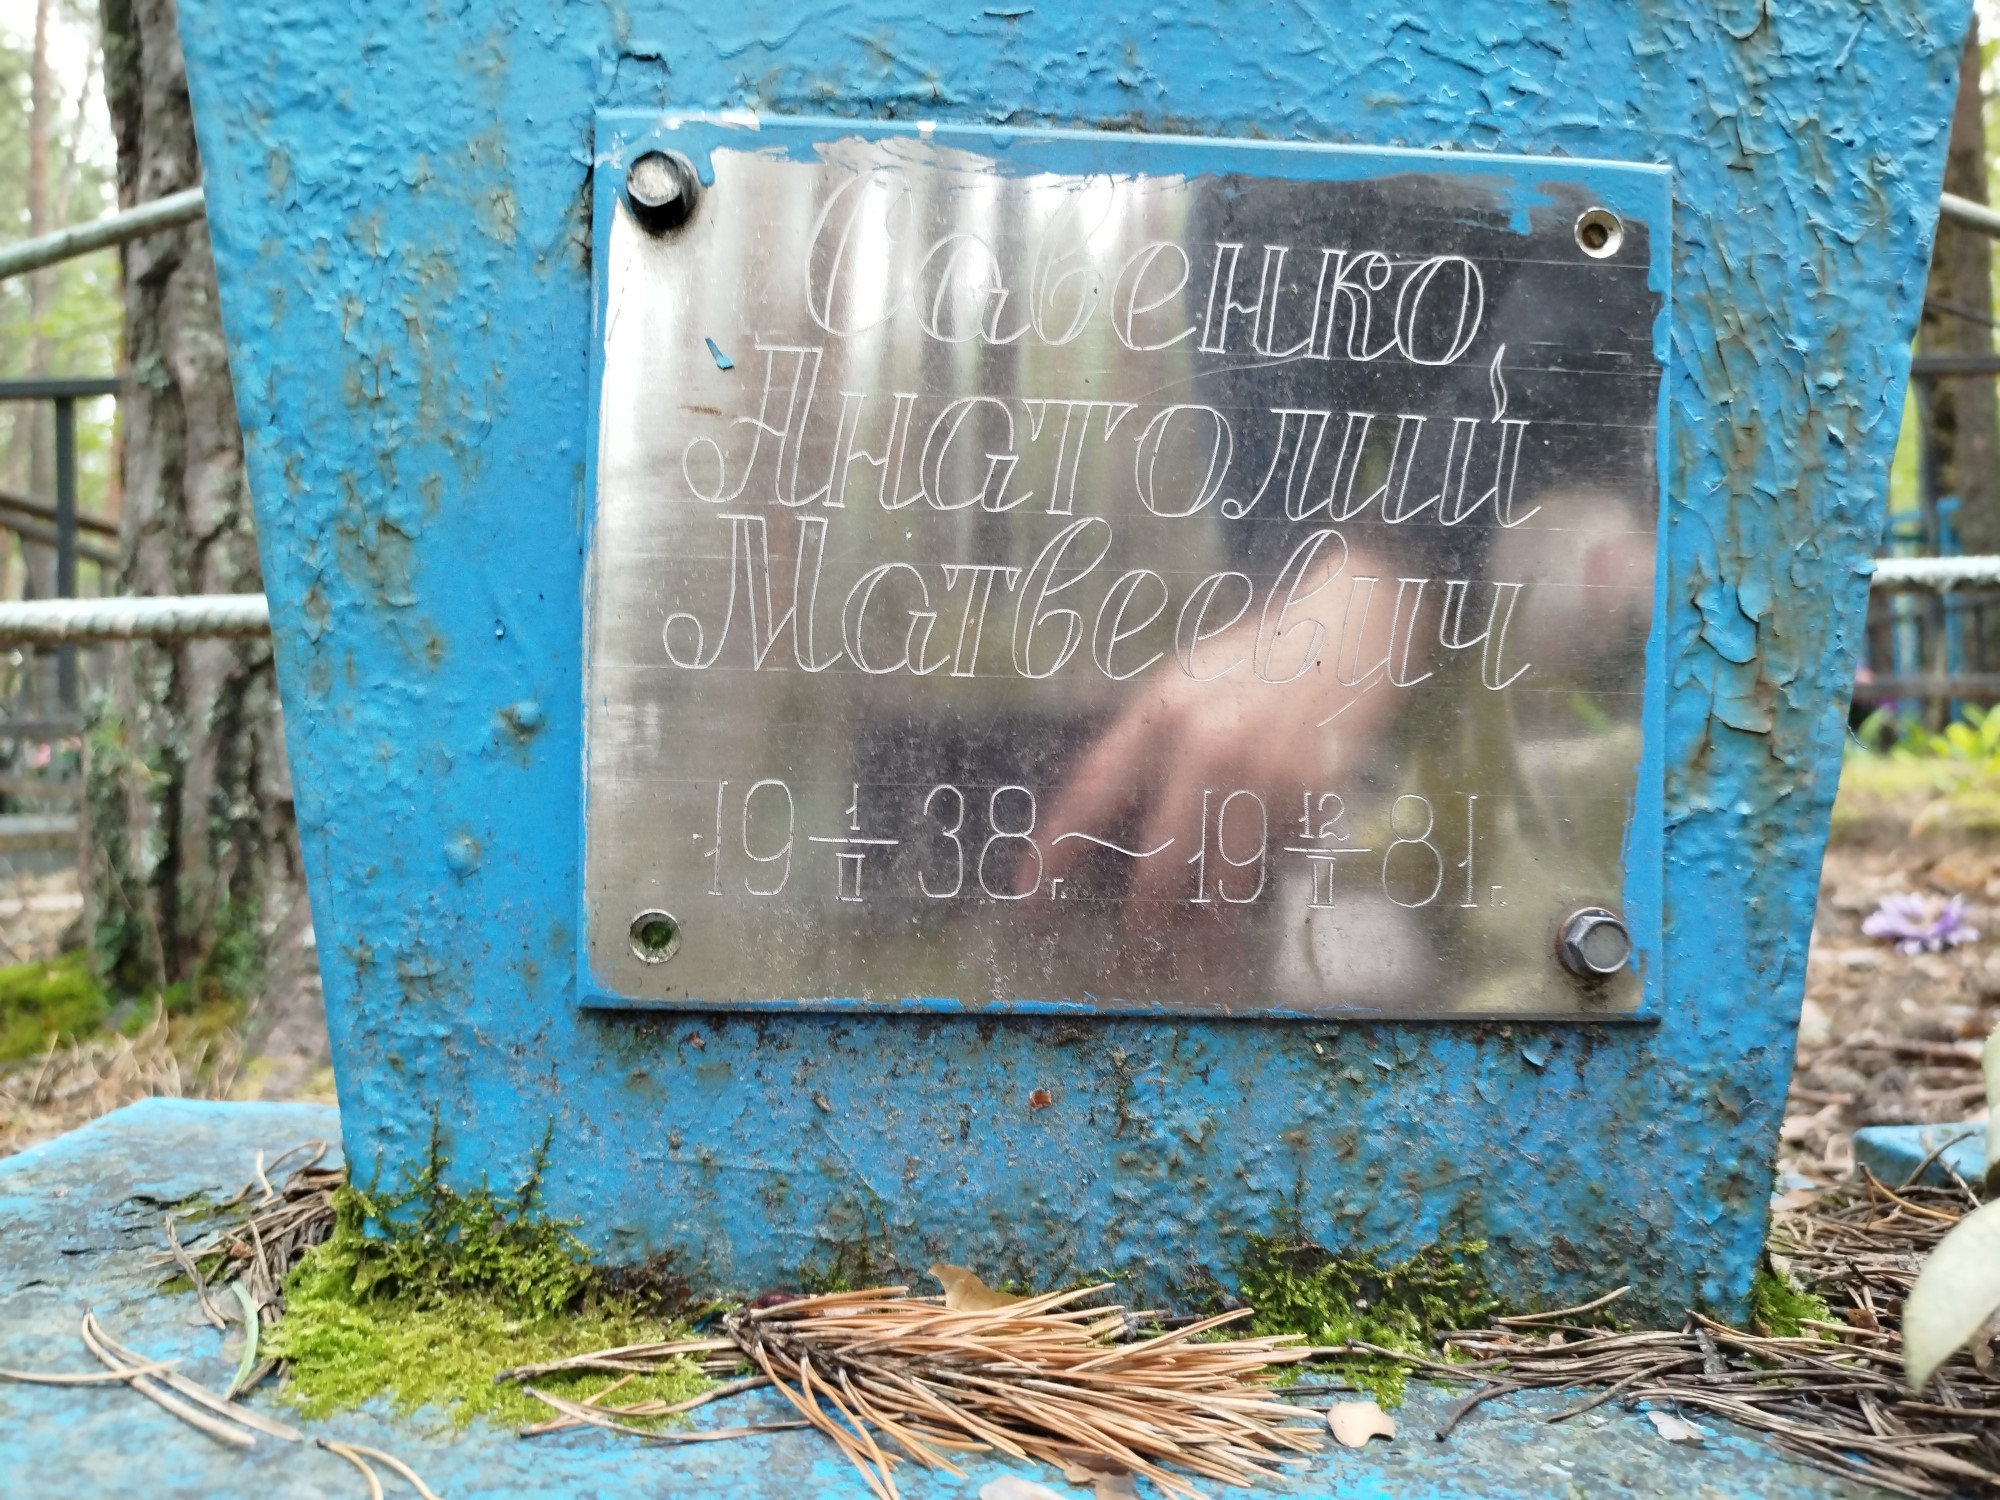 Савенко
Анатолий
Матвеевич
19 1/II 38г. ~ 19 12/II 81г.